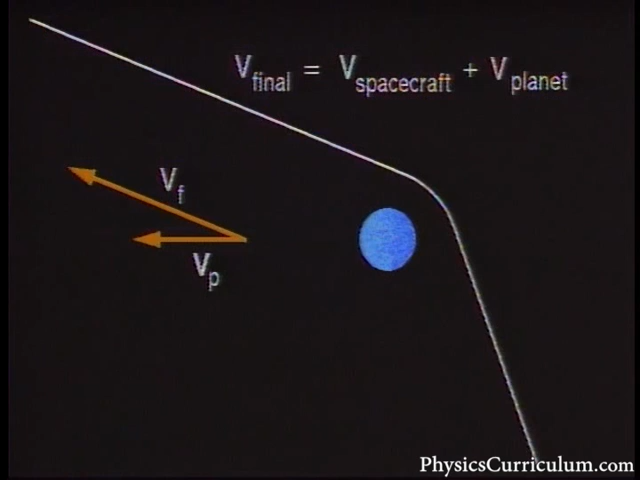 Vfinal = Vspacecraft + Vplanet
Vf
Vp
PhysicsCurriculum.com